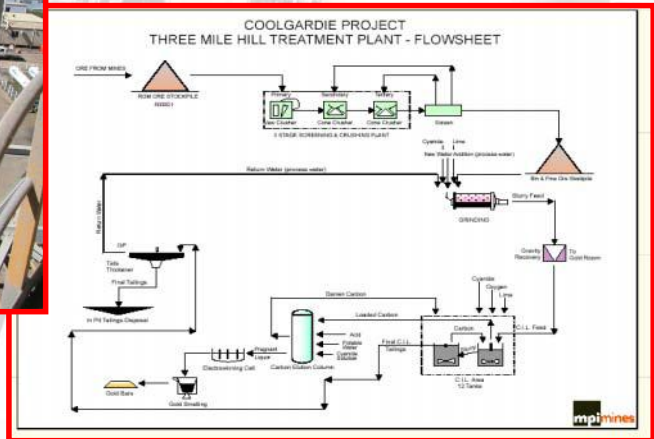 COOLGARDIE PROJECT
THREE MILE HILL TREATMENT PLANT - FLOWSHEET
ORE FROM MINES
ROM ORE STOCKPILE
Primary
Secondary
Tertiary
Jaw Crusher
Cone Crusher
Cone Crusher
Screen
3 STAGE SCREENING & CRUSHING PLANT
Cyanide
Lime
New Water Addition (process water)
Bin & Fine Ore Stockpile
Return Water (process water)
Return Water
GRINDING
Slurry Feed
O/F
Tails
Thickener
Gravity
Recovery
To
Gold Room
Final Tailings
In Pit Tailings Disposal
Cyanide
Oxygen
Lime
Barren Carbon
Loaded Carbon
C.I.L. Feed
Carbon
Slurry
Acid
Potable
Water
Cyanide
Solution
Final C.I.L.
Tailings
Pregnant
Liquor
Electrowinning Cell
Carbon Elution Column
C.I.L. Area
12 Tanks
Gold Bars
Gold Smelting
mpimines